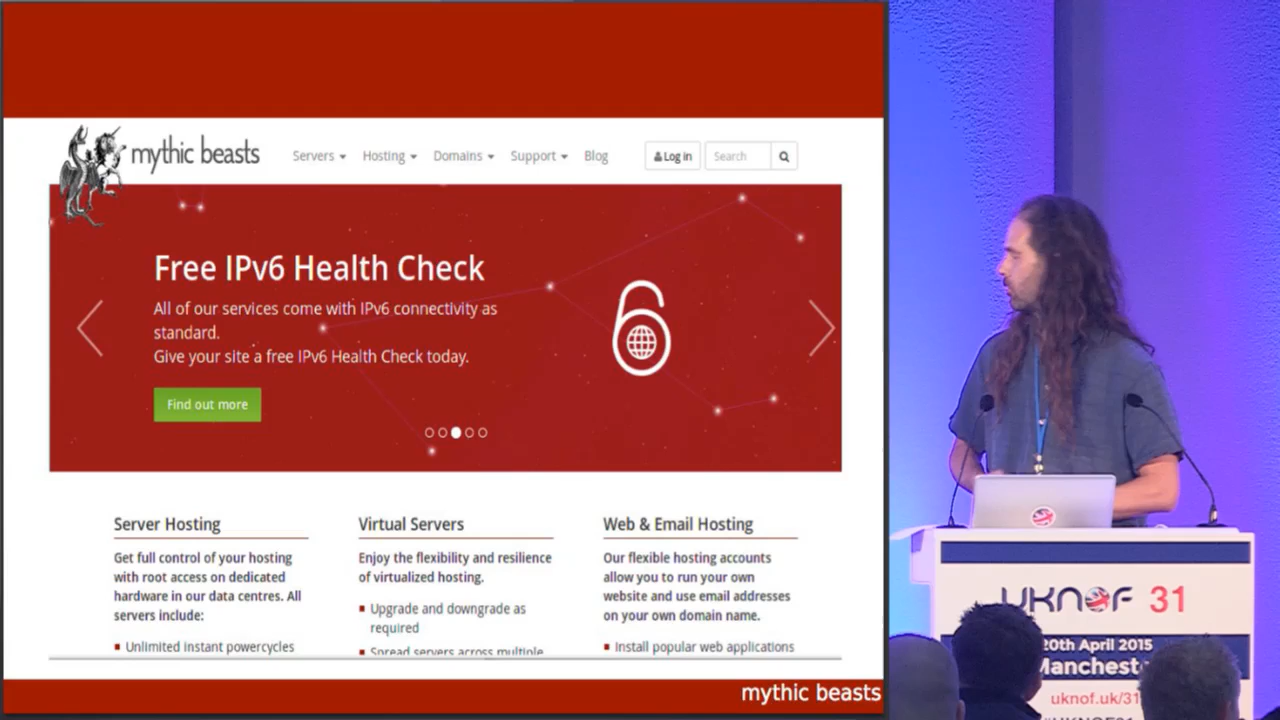 mythic beasts
Servers
Hosting
Domains
Support
Blog
Log in
Search
Free IPv6 Health Check
All of our services come with IPv6 connectivity as
standard.
Give your site a free IPv6 Health Check today.
Find out more
Server Hosting
Get full control of your hosting
with root access on dedicated
hardware in our data centres. All
servers include:
Unlimited instant powercycles
Virtual Servers
Enjoy the flexibility and resilience
of virtualized hosting.
Upgrade and downgrade as
required
Spread servers across multiple
Web & Email Hosting
Our flexible hosting accounts
allow you to run your own
website and use email addresses
on your own domain name.
Install popular web applications
mythic beasts
UKNOF 31
20th April 2015
Manchest
uknof.uk/31